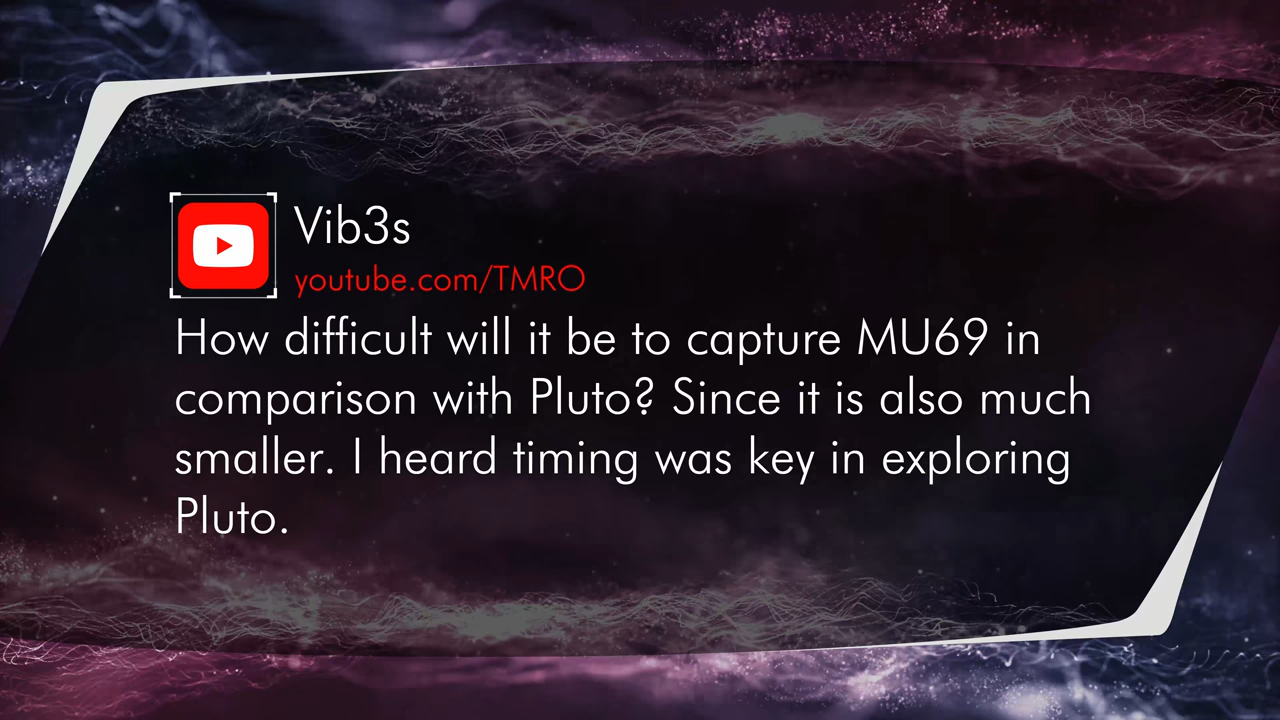 Vib3s
youtube.com/TMRO
How difficult will it be to capture MU69 in
comparison with Pluto? Since it is also much
smaller. I heard timing was key in exploring
Pluto.